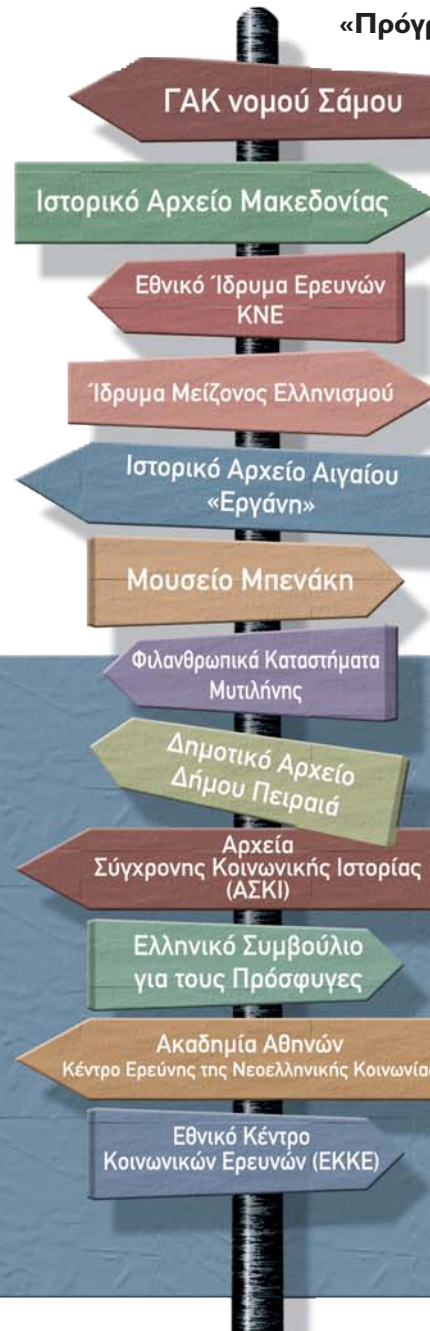 «Πρόγρ
ΓΑΚ νομού Σάμου
Ιστορικό Αρχείο Μακεδονίας
Εθνικό Ίδρυμα Ερευνών
ΚΝΕ
Ίδρυμα Μείζονος Ελληνισμού
Ιστορικό Αρχείο Αιγαίου
«Εργάνη»
Μουσείο Μπενάκη
Φιλανθρωπικά Καταστήματα
Μυτιλήνης
Δημοτικό Αρχείο
Δήμου Πειραιά
Αρχεία
Σύγχρονης Κοινωνικής Ιστορίας
(ΑΣΚΙ)
Ελληνικό Συμβούλιο
για τους Πρόσφυγες
Ακαδημία Αθηνών
Κέντρο Ερεύνης της Νεοελληνικής Κοινωνίας
Εθνικό Κέντρο
Κοινωνικών Ερευνών (ΕΚΚΕ)